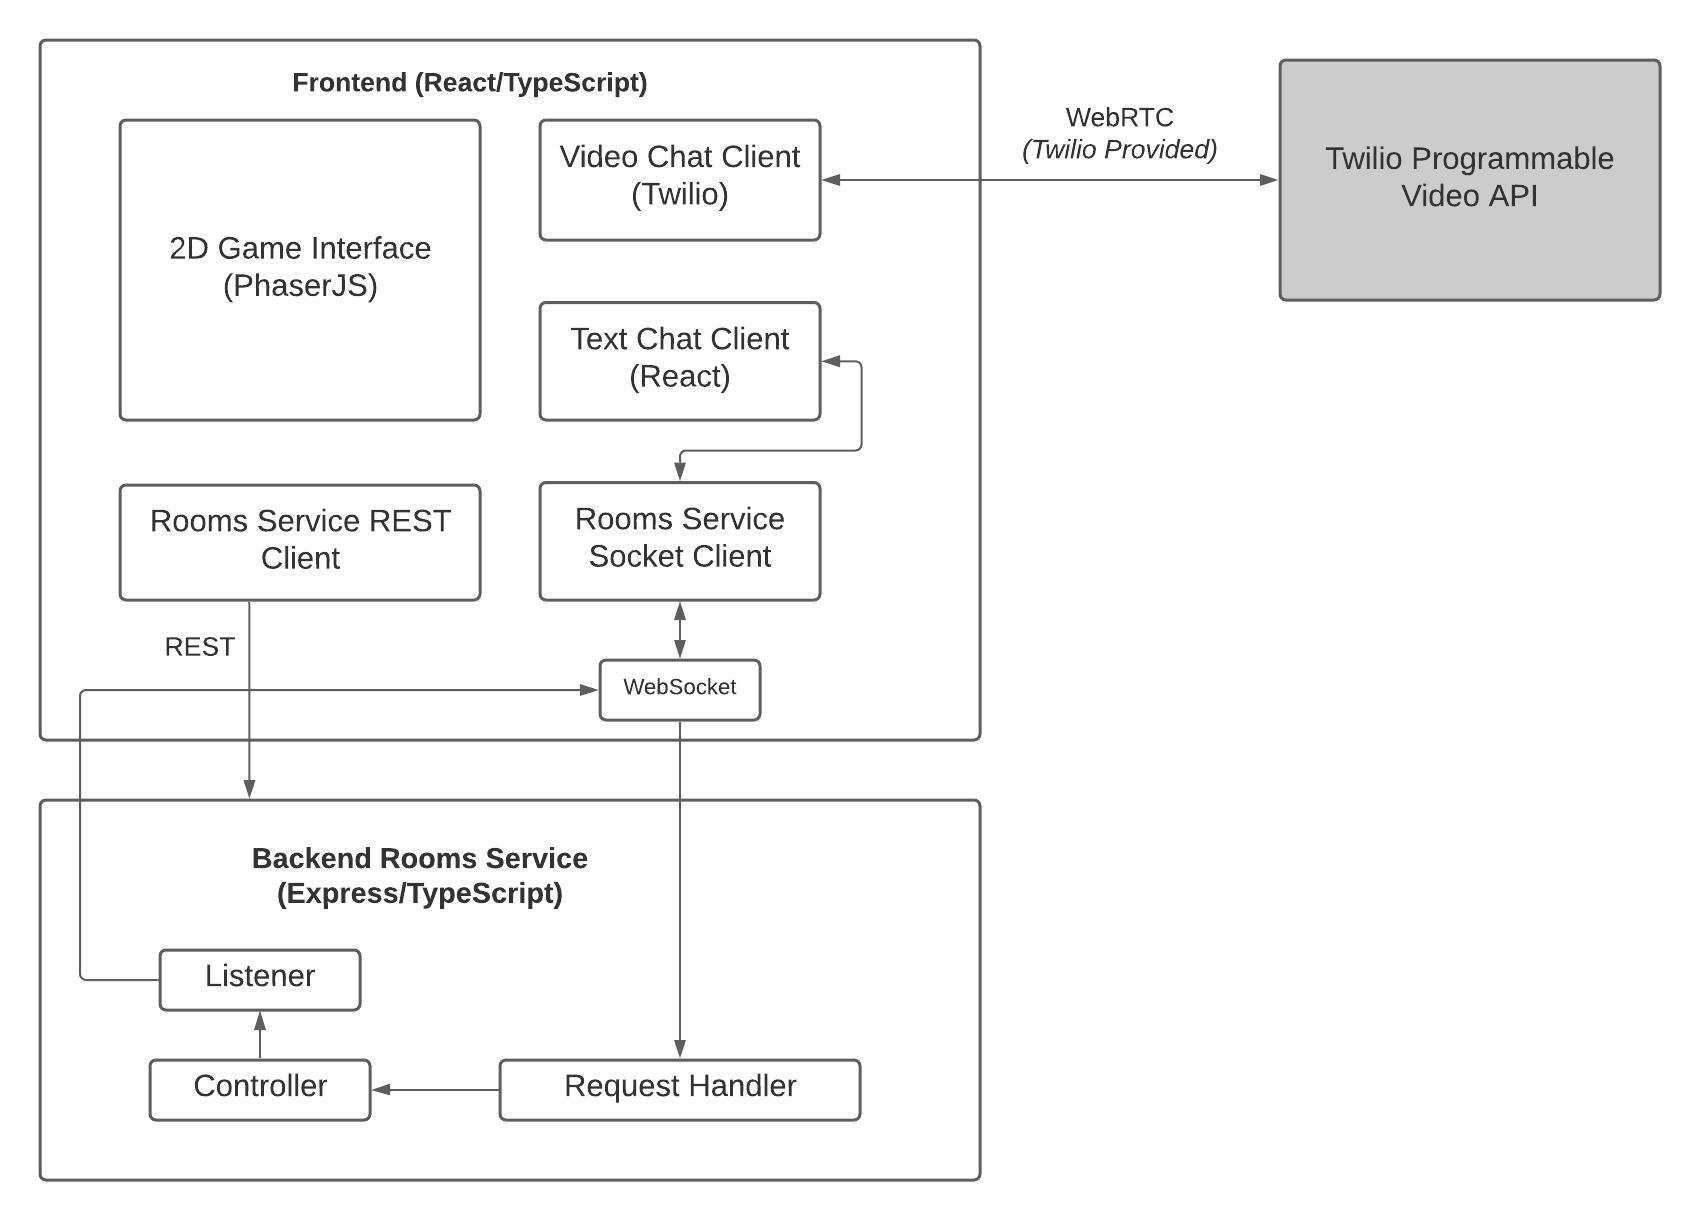 Frontend (React/TypeScript)
2D Game Interface
(PhaserJS)
Video Chat Client
(Twilio)
WebRTC
(Twilio Provided)
Twilio Programmable
Video API
Text Chat Client
(React)
Rooms Service REST
Client
Rooms Service
Socket Client
REST
WebSocket
Backend Rooms Service
(Express/TypeScript)
Listener
Controller
Request Handler